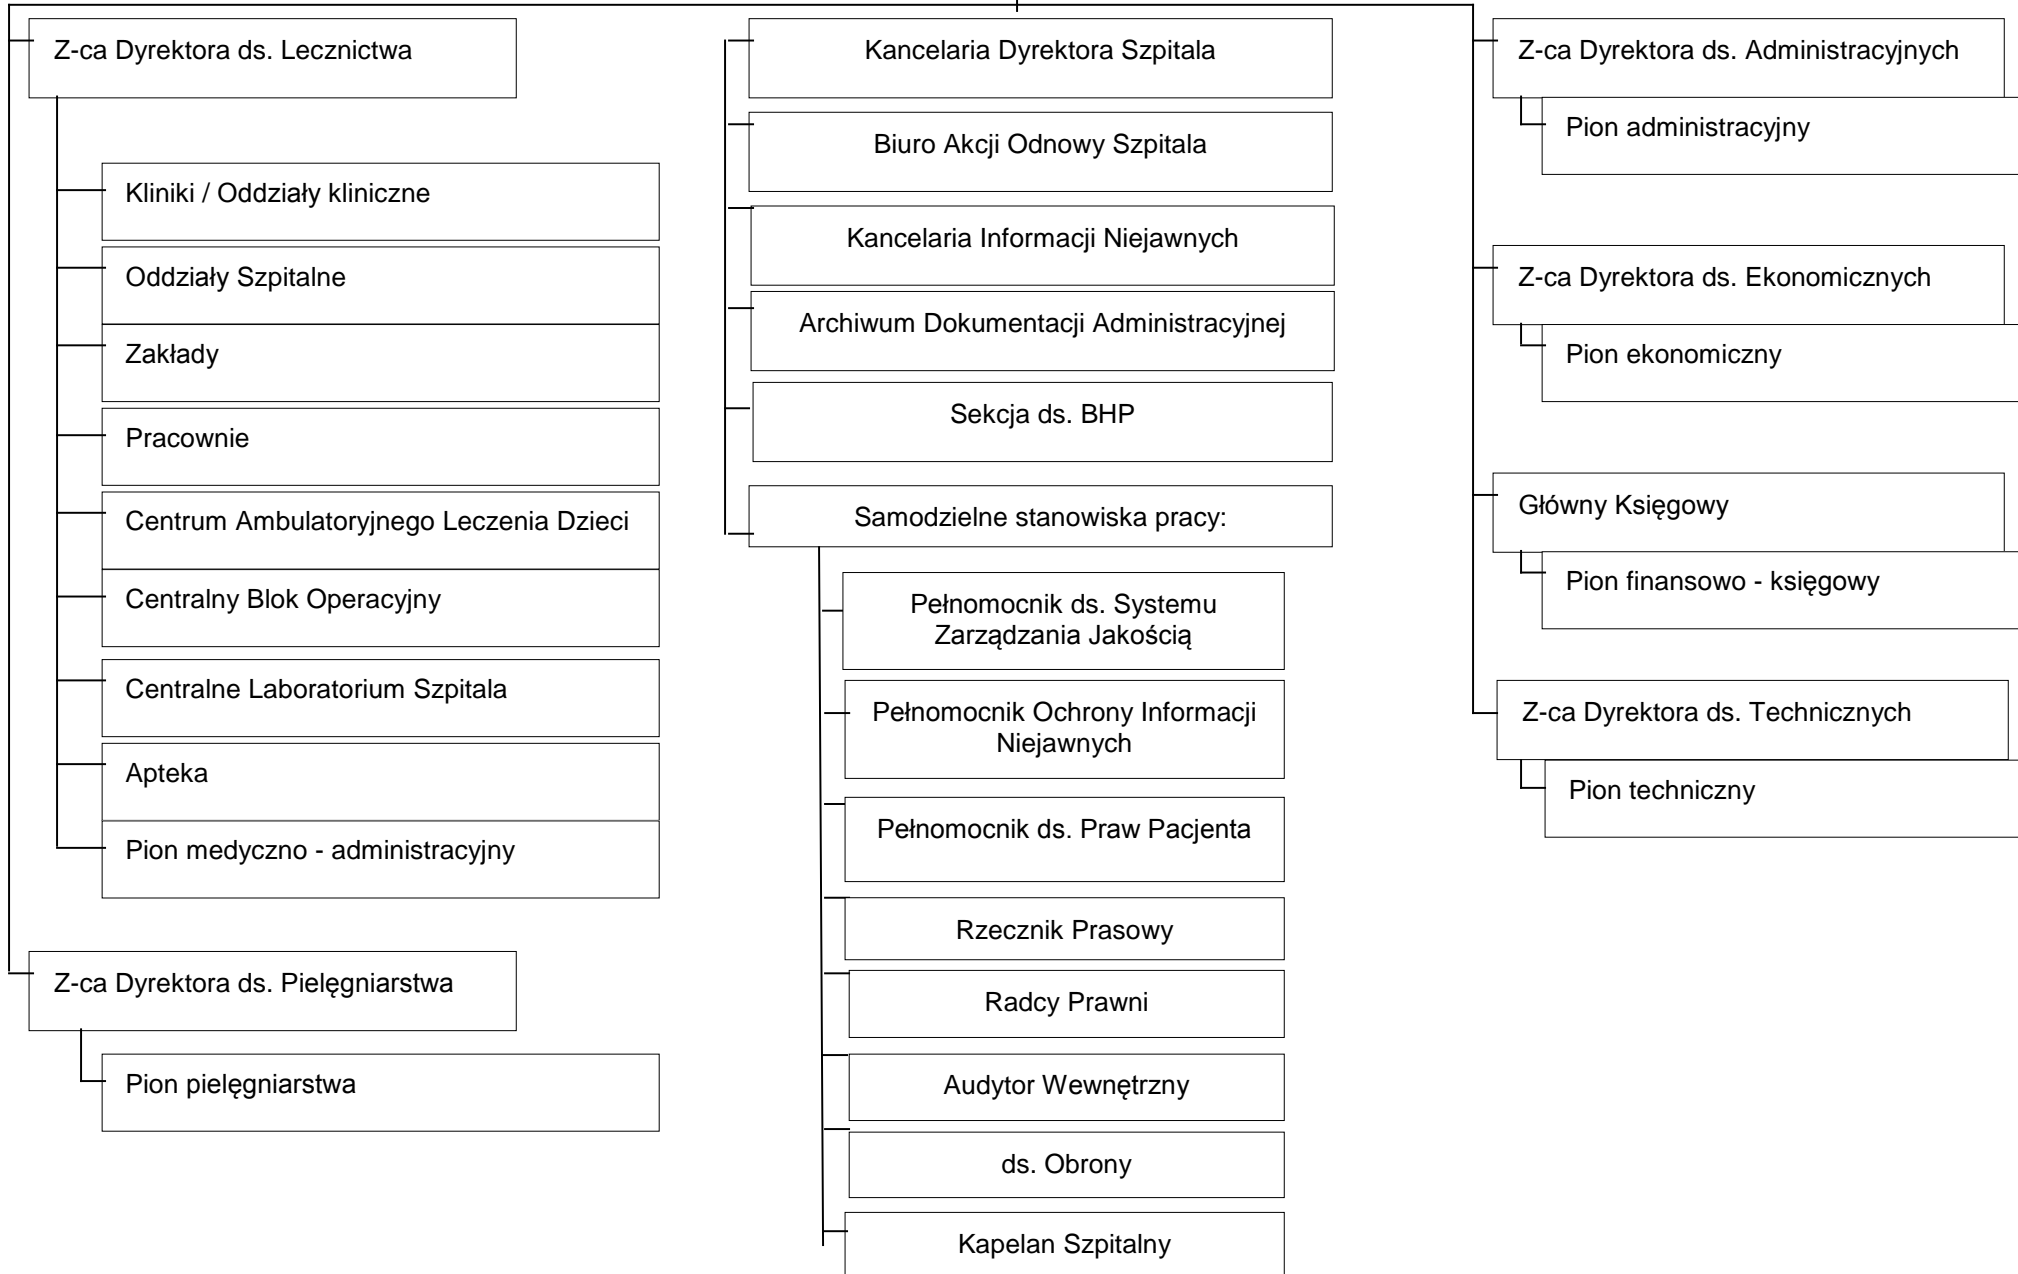 Z-ca Dyrektora ds. Lecznictwa
Kliniki / Oddziały kliniczne
Oddziały Szpitalne
Zakłady
Pracownie
Centrum Ambulatoryjnego Leczenia Dzieci
Centralny Blok Operacyjny
Centralne Laboratorium Szpitala
Apteka
Pion medyczno - administracyjny
Z-ca Dyrektora ds. Pielęgniarstwa
Pion pielęgniarstwa
Kancelaria Dyrektora Szpitala
Biuro Akcji Odnowy Szpitala
Kancelaria Informacji Niejawnych
Archiwum Dokumentacji Administracyjnej
Sekcja ds. BHP
Samodzielne stanowiska pracy:
Pełnomocnik ds. Systemu
Zarządzania Jakością
Pełnomocnik Ochrony Informacji
Niejawnych
Pełnomocnik ds. Praw Pacjenta
Rzecznik Prasowy
Radcy Prawni
Audytor Wewnętrzny
ds. Obrony
Kapelan Szpitalny
Z-ca Dyrektora ds. Administracyjnych
Pion administracyjny
Z-ca Dyrektora ds. Ekonomicznych
Pion ekonomiczny
Główny Księgowy
Pion finansowo - księgowy
Z-ca Dyrektora ds. Technicznych
Pion techniczny